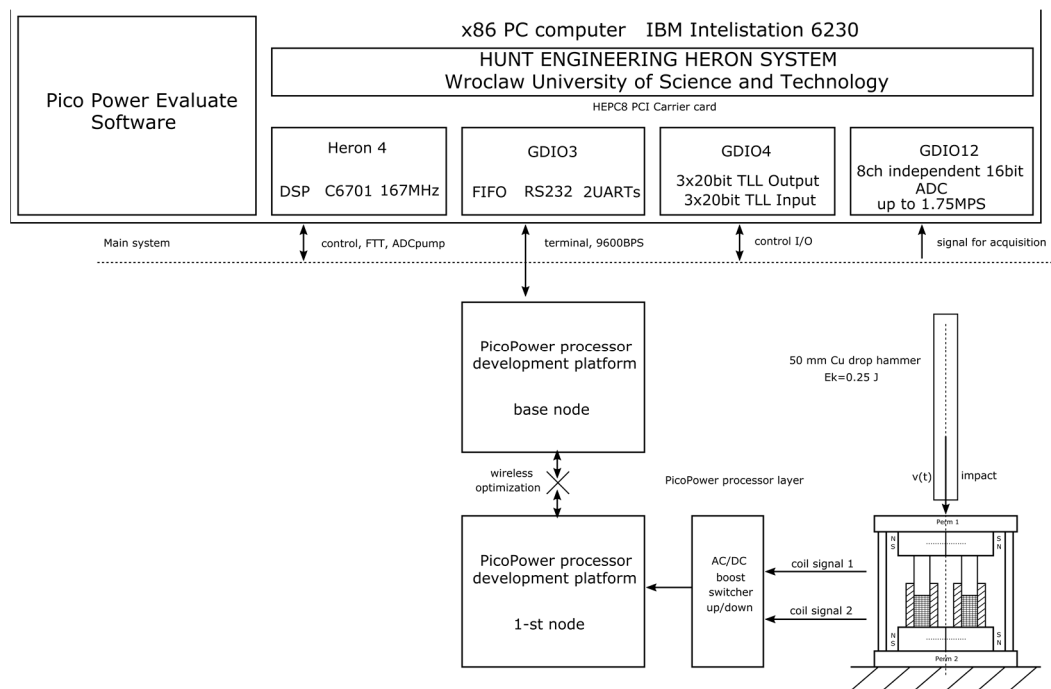 x86 PC computer IBM Intelistation 6230
HUNT ENGINEERING HERON SYSTEM
Wroclaw University of Science and Technology
HEPC8 PCI Carrier card
Pico Power Evaluate
Software
Heron 4
DSP C6701 167MHz
GDIO3
FIFO RS232 2UARTs
GDIO4
3x20bit TLL Output
3x20bit TLL Input
GDIO12
8ch independent 16bit
ADC
up to 1.75MPS
Main system
control, FTT, ADCpump
terminal, 9600BPS
control I/O
signal for acquisition
PicoPower processor
development platform
base node
50 mm Cu drop hammer
Ek=0.25 J
wireless
optimization
PicoPower processor layer
v(t)
impact
PicoPower processor
development platform
1-st node
AC/DC
boost
switcher
up/down
coil signal 1
coil signal 2
Perm 1
N
S
S
N
N
S
S
N
Perm 2